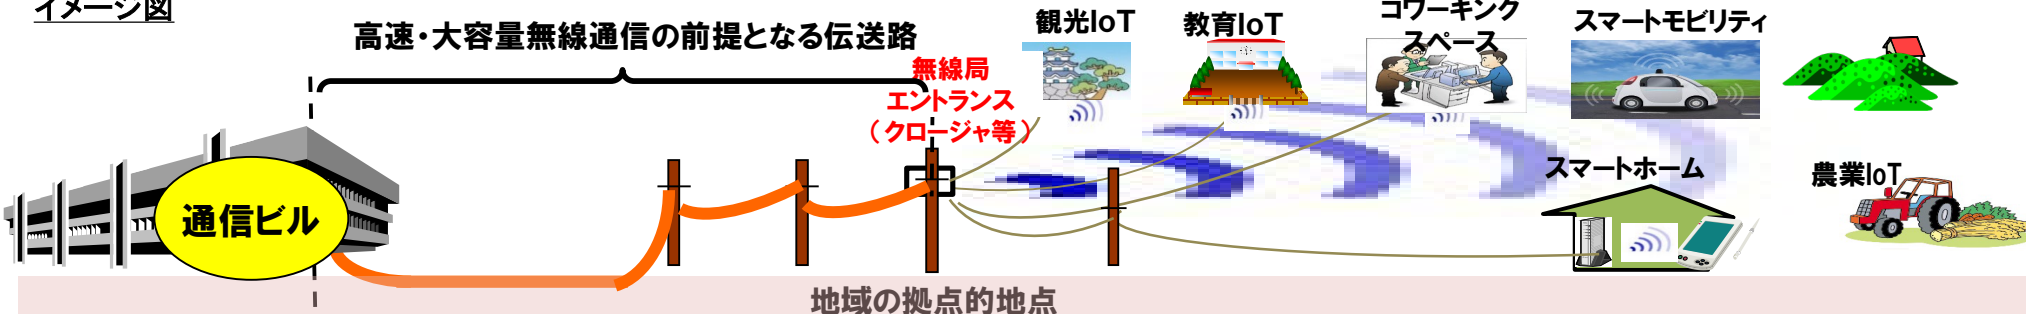 イメージ図
高速・大容量無線通信の前提となる伝送路
無線局
エントランス
（クロージャ等）
観光IoT
教育IoT
コワーキング
スペース
スマートモビリティ
スマートホーム
農業IoT
通信ビル
地域の拠点的地点